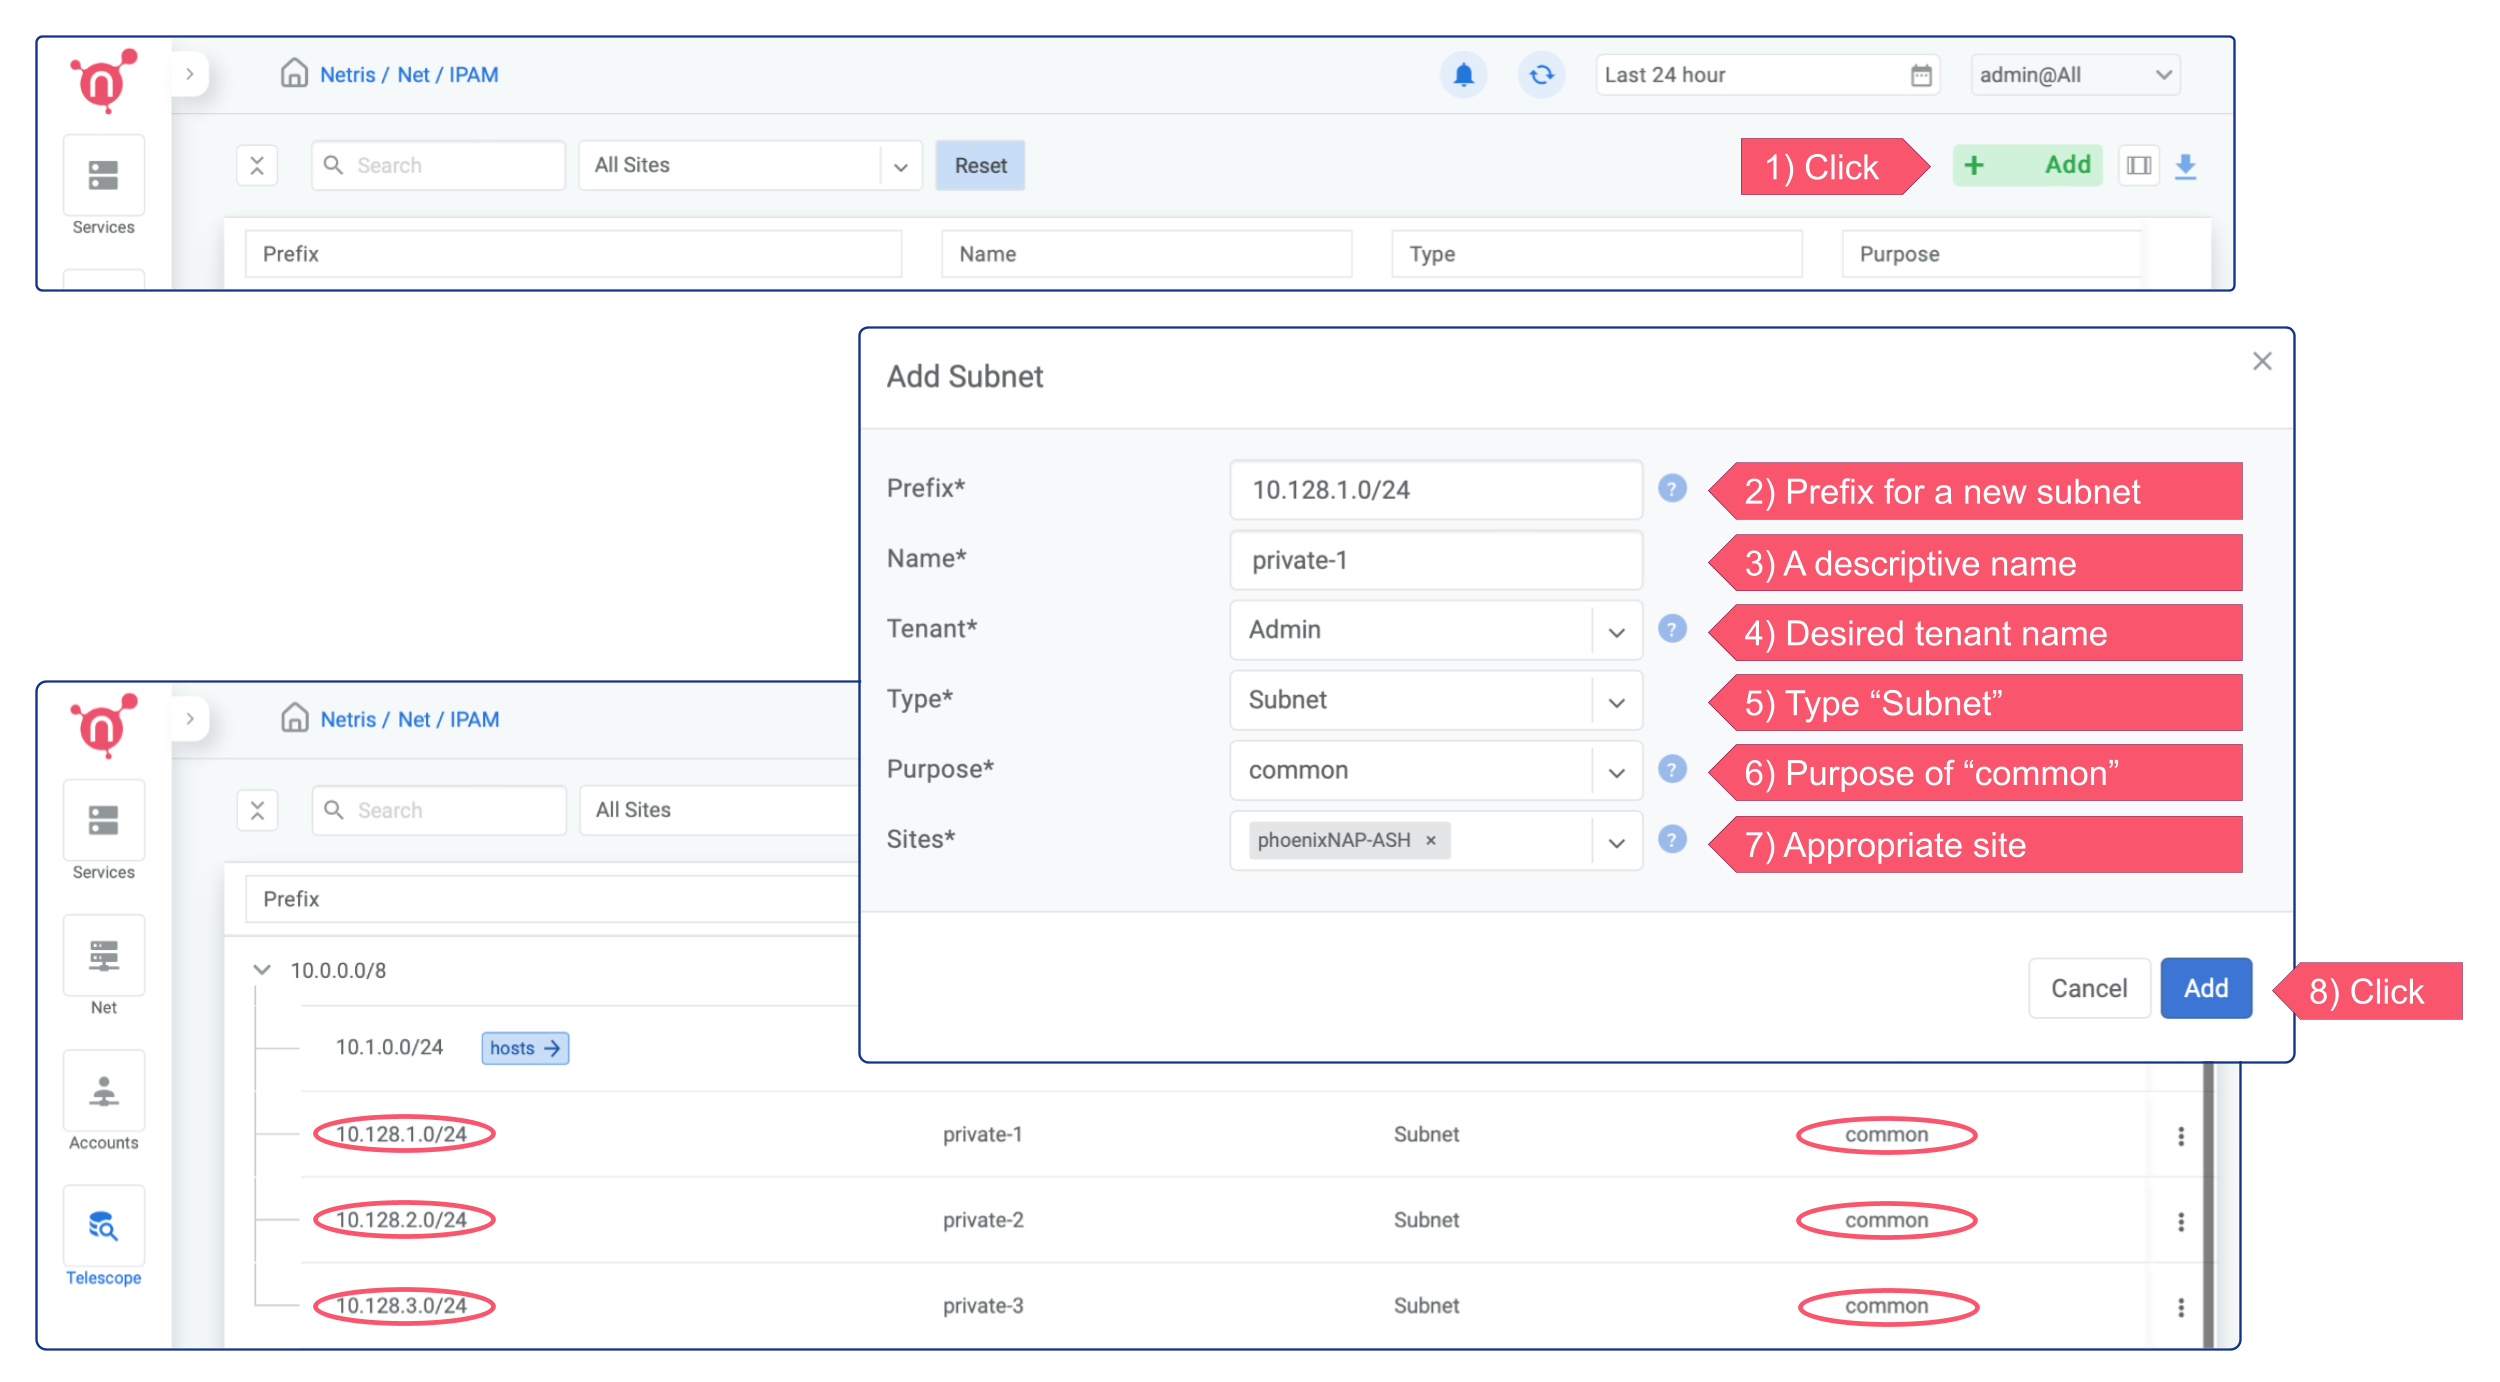 Netris / Net / IPAM
Last 24 hour
admin@All
Search
All Sites
Reset
1) Click
+ Add
Services
Prefix
Name
Type
Purpose
Add Subnet
×
Prefix*
10.128.1.0/24
?
2) Prefix for a new subnet
Name*
private-1
3) A descriptive name
Tenant*
Admin
?
4) Desired tenant name
Type*
Subnet
5) Type “Subnet”
Purpose*
common
?
6) Purpose of “common”
Sites*
phoenixNAP-ASH ×
?
7) Appropriate site
Cancel
Add
8) Click
Netris / Net / IPAM
Search
All Sites
Services
Net
Accounts
Telescope
Prefix
10.0.0.0/8
10.1.0.0/24
hosts →
10.128.1.0/24
private-1
Subnet
common
10.128.2.0/24
private-2
Subnet
common
10.128.3.0/24
private-3
Subnet
common